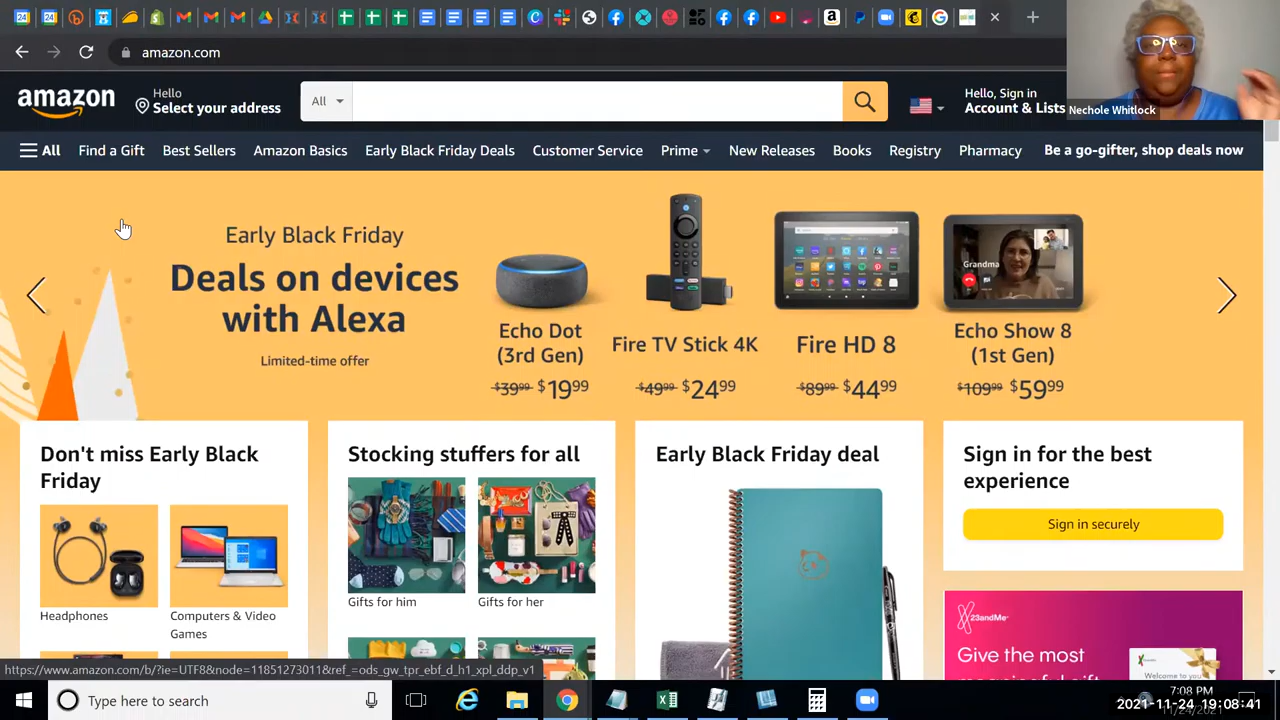 amazon.com
Nechole Whitlock
amazon
Hello
Select your address
All
Hello, Sign in
Account & Lists
All
Find a Gift
Best Sellers
Amazon Basics
Early Black Friday Deals
Customer Service
Prime
New Releases
Books
Registry
Pharmacy
Be a go-gifter, shop deals now
Early Black Friday
Deals on devices
with Alexa
Limited-time offer
Echo Dot
(3rd Gen)
$39.99 $19.99
Fire TV Stick 4K
$49.99 $24.99
Fire HD 8
$89.99 $44.99
Grandma
Echo Show 8
(1st Gen)
$109.99 $59.99
Don't miss Early Black
Friday
Headphones
Computers & Video
Games
Stocking stuffers for all
Gifts for him
Gifts for her
Early Black Friday deal
Sign in for the best
experience
Sign in securely
23andMe
Give the most
Welcome to you
https://www.amazon.com/b/?ie=UTF8&node=11851273011&ref_=ods_gw_tpr_ebf_d_h1_xpl_ddp_v1
Type here to search
7:08 PM
2021-11-24 19:08:41